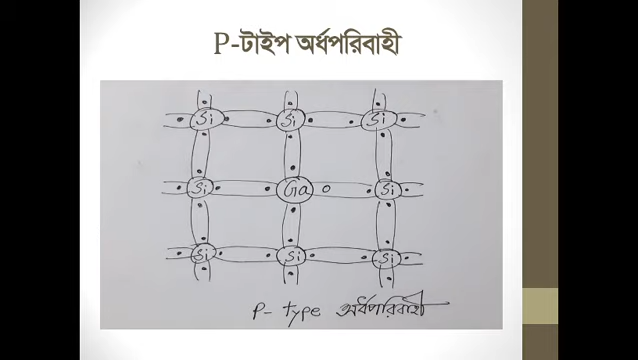 P-টাইপ অর্ধপরিবাহী
Si Si Si
Si Ga Si
Si Si Si
P- type অর্ধপরিবাহী